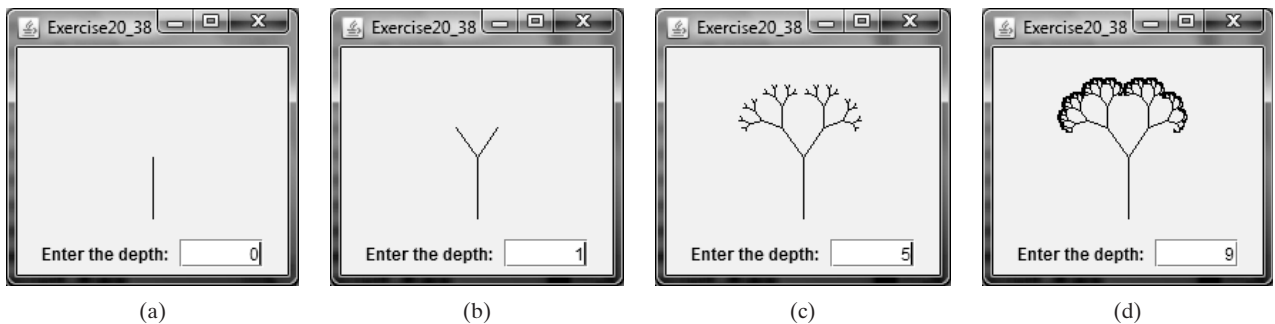 Exercise20_38
Enter the depth: 0
(a)
Exercise20_38
Enter the depth: 1
(b)
Exercise20_38
Enter the depth: 5
(c)
Exercise20_38
Enter the depth: 9
(d)